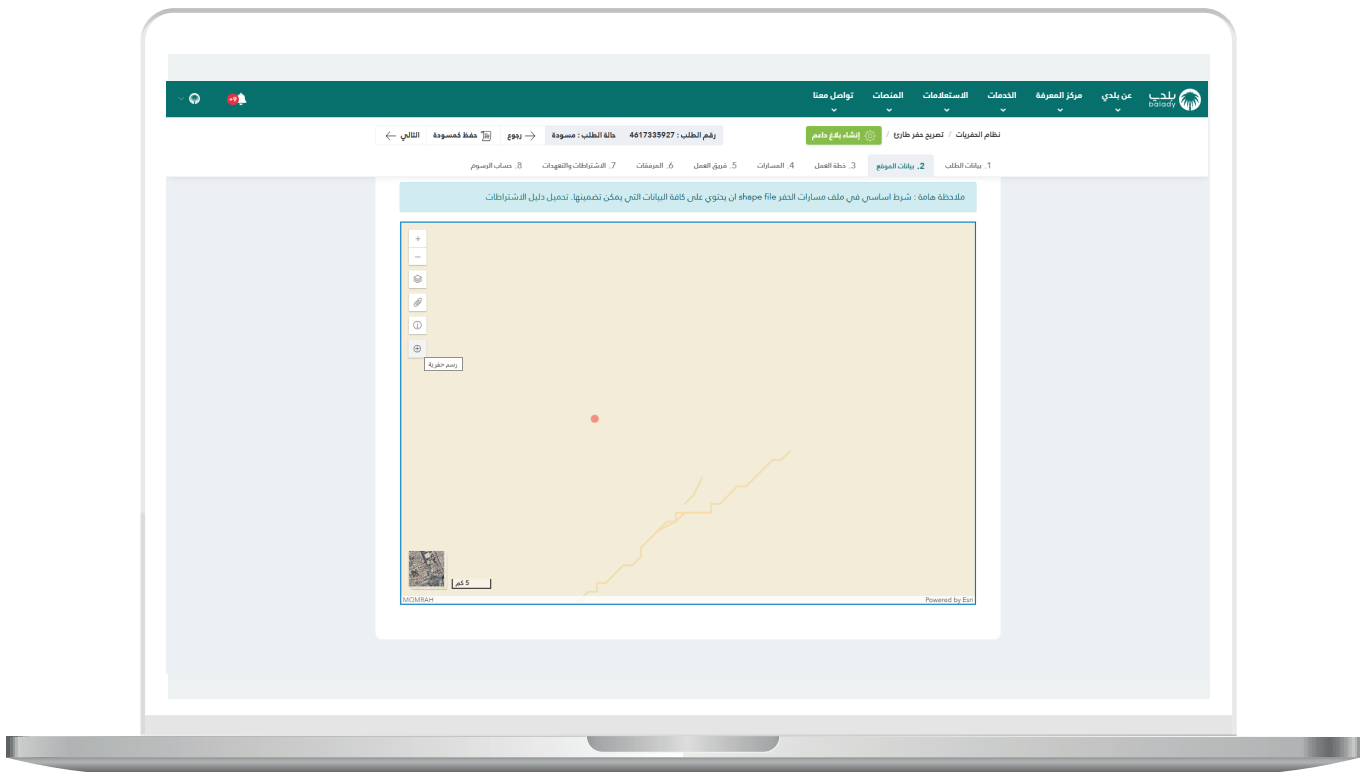 بلدي
balady
عن بلدي
مركز المعرفة
الخدمات
الاستعلامات
المنصات
تواصل معنا
+9
نظام الحفريات / تصريح حفر طارئ / إنشاء بلاغ داعم
رقم الطلب : 4617335927 حالة الطلب : مسودة
رجوع
حفظ كمسودة
التالي
1. بيانات الطلب
2. بيانات الموقع
3. خطة العمل
4. المسارات
5. فريق العمل
6. المرفقات
7. الاشتراطات والتعهدات
8. حساب الرسوم
ملاحظة هامة : شرط اساسي في ملف مسارات الحفر shape file ان يحتوي على كافة البيانات التي يمكن تضمينها. تحميل دليل الاشتراطات
رسم حفرية
5 كم
MOMRAH
Powered by Esri